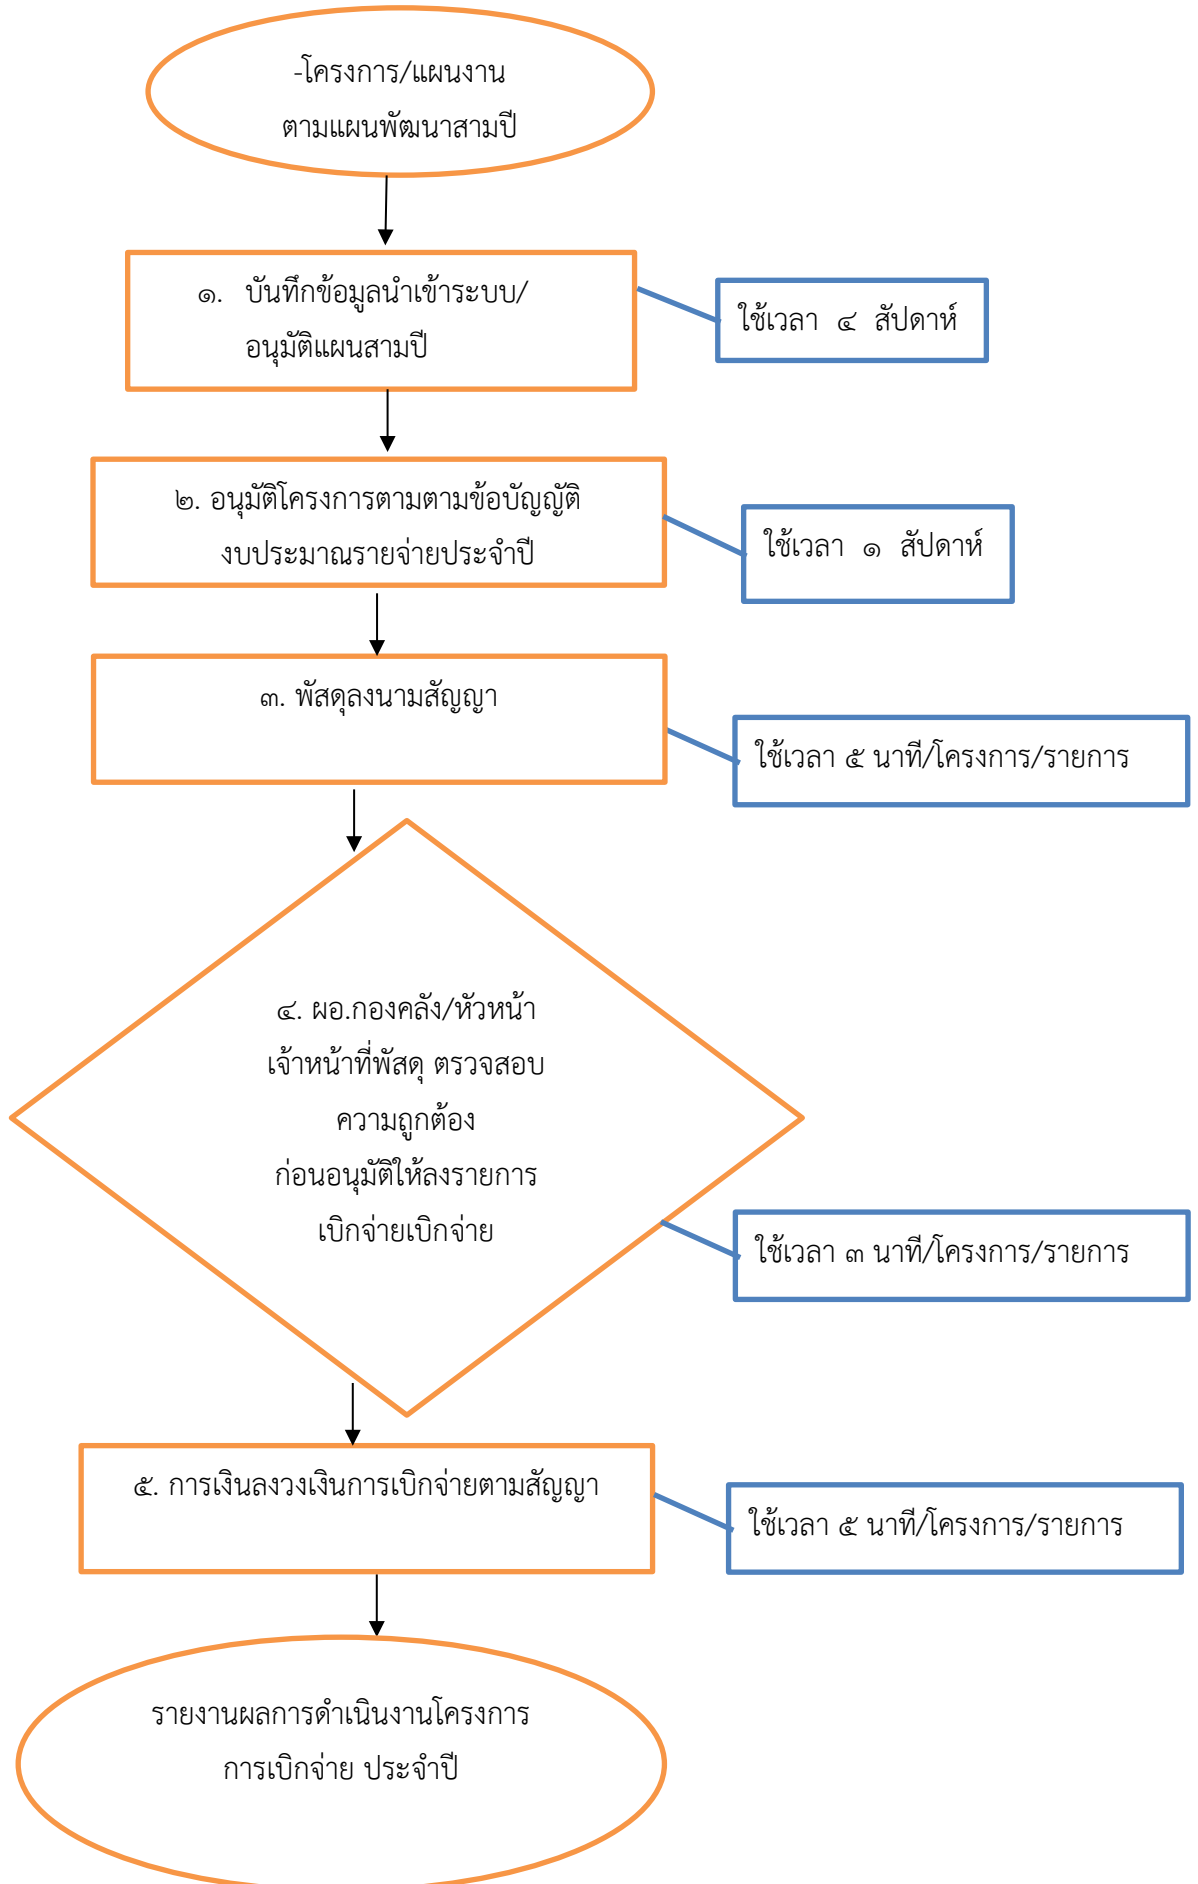 -โครงการ/แผนงาน
ตามแผนพัฒนาสามปี
๑. บันทึกข้อมูลนำเข้าระบบ/
อนุมัติแผนสามปี
ใช้เวลา ๔ สัปดาห์
๒. อนุมัติโครงการตามตามข้อบัญญัติ
งบประมาณรายจ่ายประจำปี
ใช้เวลา ๑ สัปดาห์
๓. พัสดุลงนามสัญญา
ใช้เวลา ๕ นาที/โครงการ/รายการ
๔. ผอ.กองคลัง/หัวหน้า
เจ้าหน้าที่พัสดุ ตรวจสอบ
ความถูกต้อง
ก่อนอนุมัติให้ลงรายการ
เบิกจ่ายเบิกจ่าย
ใช้เวลา ๓ นาที/โครงการ/รายการ
๕. การเงินลงวงเงินการเบิกจ่ายตามสัญญา
ใช้เวลา ๕ นาที/โครงการ/รายการ
รายงานผลการดำเนินงานโครงการ
การเบิกจ่าย ประจำปี